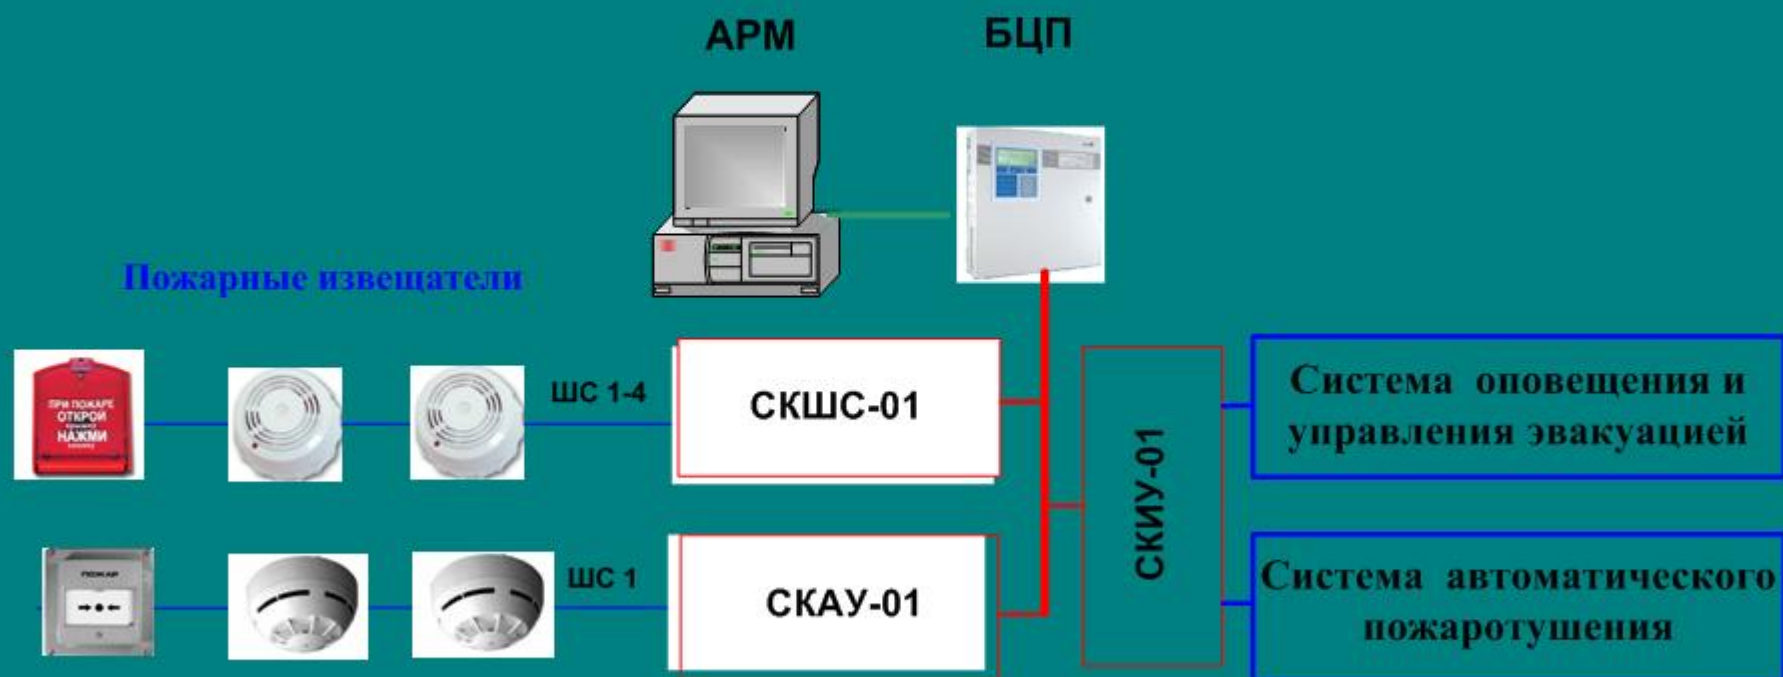 АРМ
БЦП
Пожарные извещатели
ПРИ ПОЖАРЕ
ОТКРОЙ
НАЖМИ
ШС 1-4
СКШС-01
СКИУ-01
Система оповещения и
управления эвакуацией
ПОЖАР
ШС 1
СКАУ-01
Система автоматического
пожаротушения